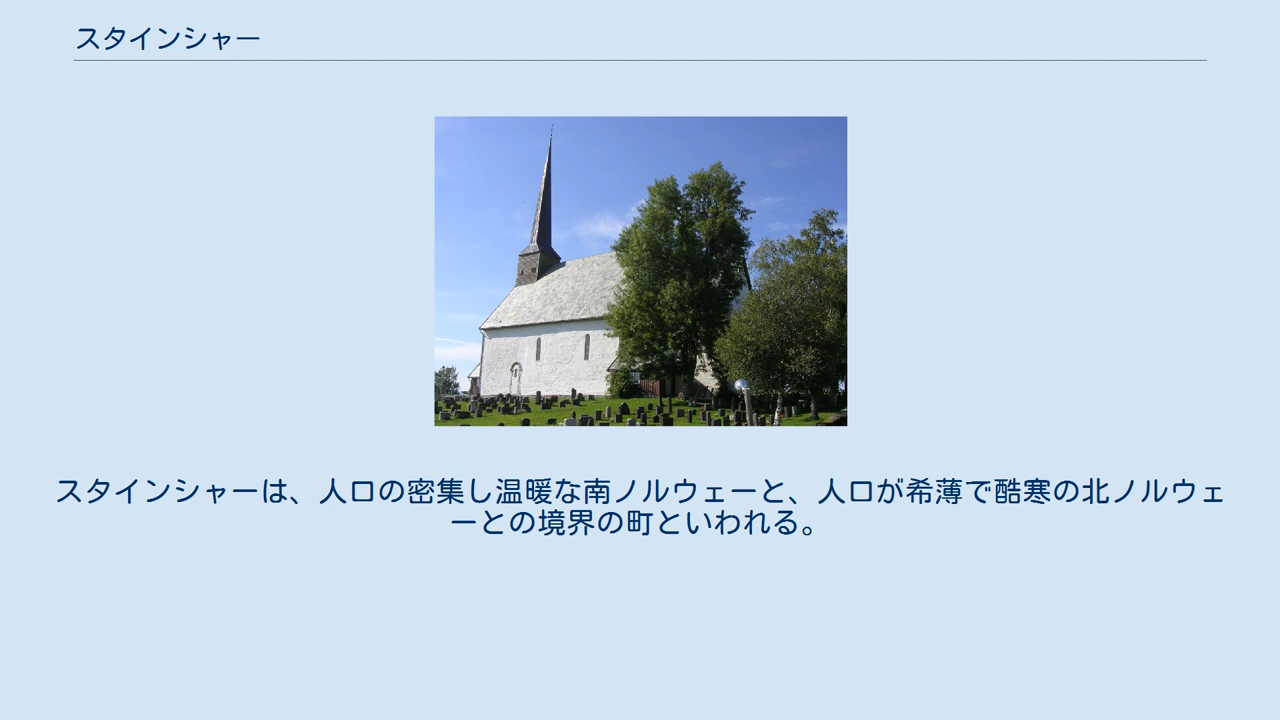 スタインシャー
スタインシャーは、人口の密集し温暖な南ノルウェーと、人口が希薄で酷寒の北ノルウェ
ーとの境界の町といわれる。